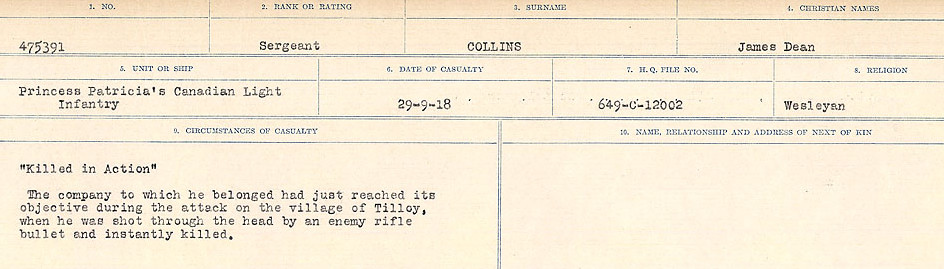 1. NO. 2. RANK OR RATING 3. SURNAME 4. CHRISTIAN NAMES
475391 Sergeant COLLINS James Dean
5. UNIT OR SHIP 6. DATE OF CASUALTY 7. H. Q. FILE NO. 8. RELIGION
Princess Patricia's Canadian Light
Infantry 29-9-18 649-C-12002 Wesleyan
9. CIRCUMSTANCES OF CASUALTY 10. NAME, RELATIONSHIP AND ADDRESS OF NEXT OF KIN
"Killed in Action"
The company to which he belonged had just reached its
objective during the attack on the village of Tilloy,
when he was shot through the head by an enemy rifle
bullet and instantly killed.